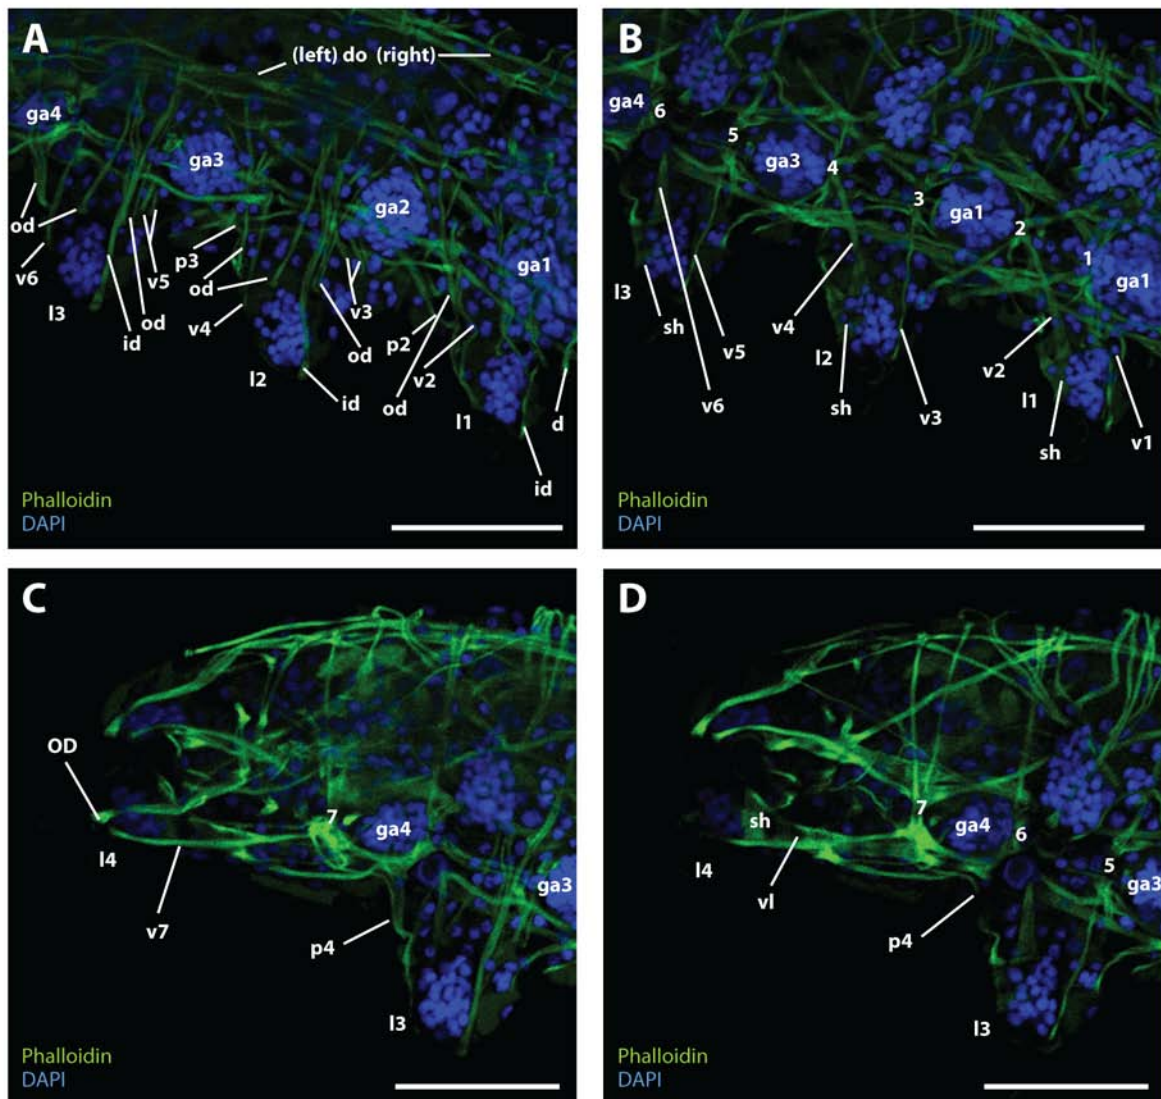 A
(left) do (right)
ga4
ga3
ga2
ga1
od
v6
l3
id
od
v5
p3
od
v4
od
l2
id
od
v3
p2
od
v2
l1
d
id
Phalloidin
DAPI
B
ga4
6
5
ga3
4
3
ga1
2
1
ga1
l3
sh
v6
v5
v4
l2
sh
v3
v2
l1
sh
v1
Phalloidin
DAPI
C
OD
7
ga4
ga3
l4
v7
p4
l3
Phalloidin
DAPI
D
7
ga4
6
5
ga3
sh
l4
vl
p4
l3
Phalloidin
DAPI